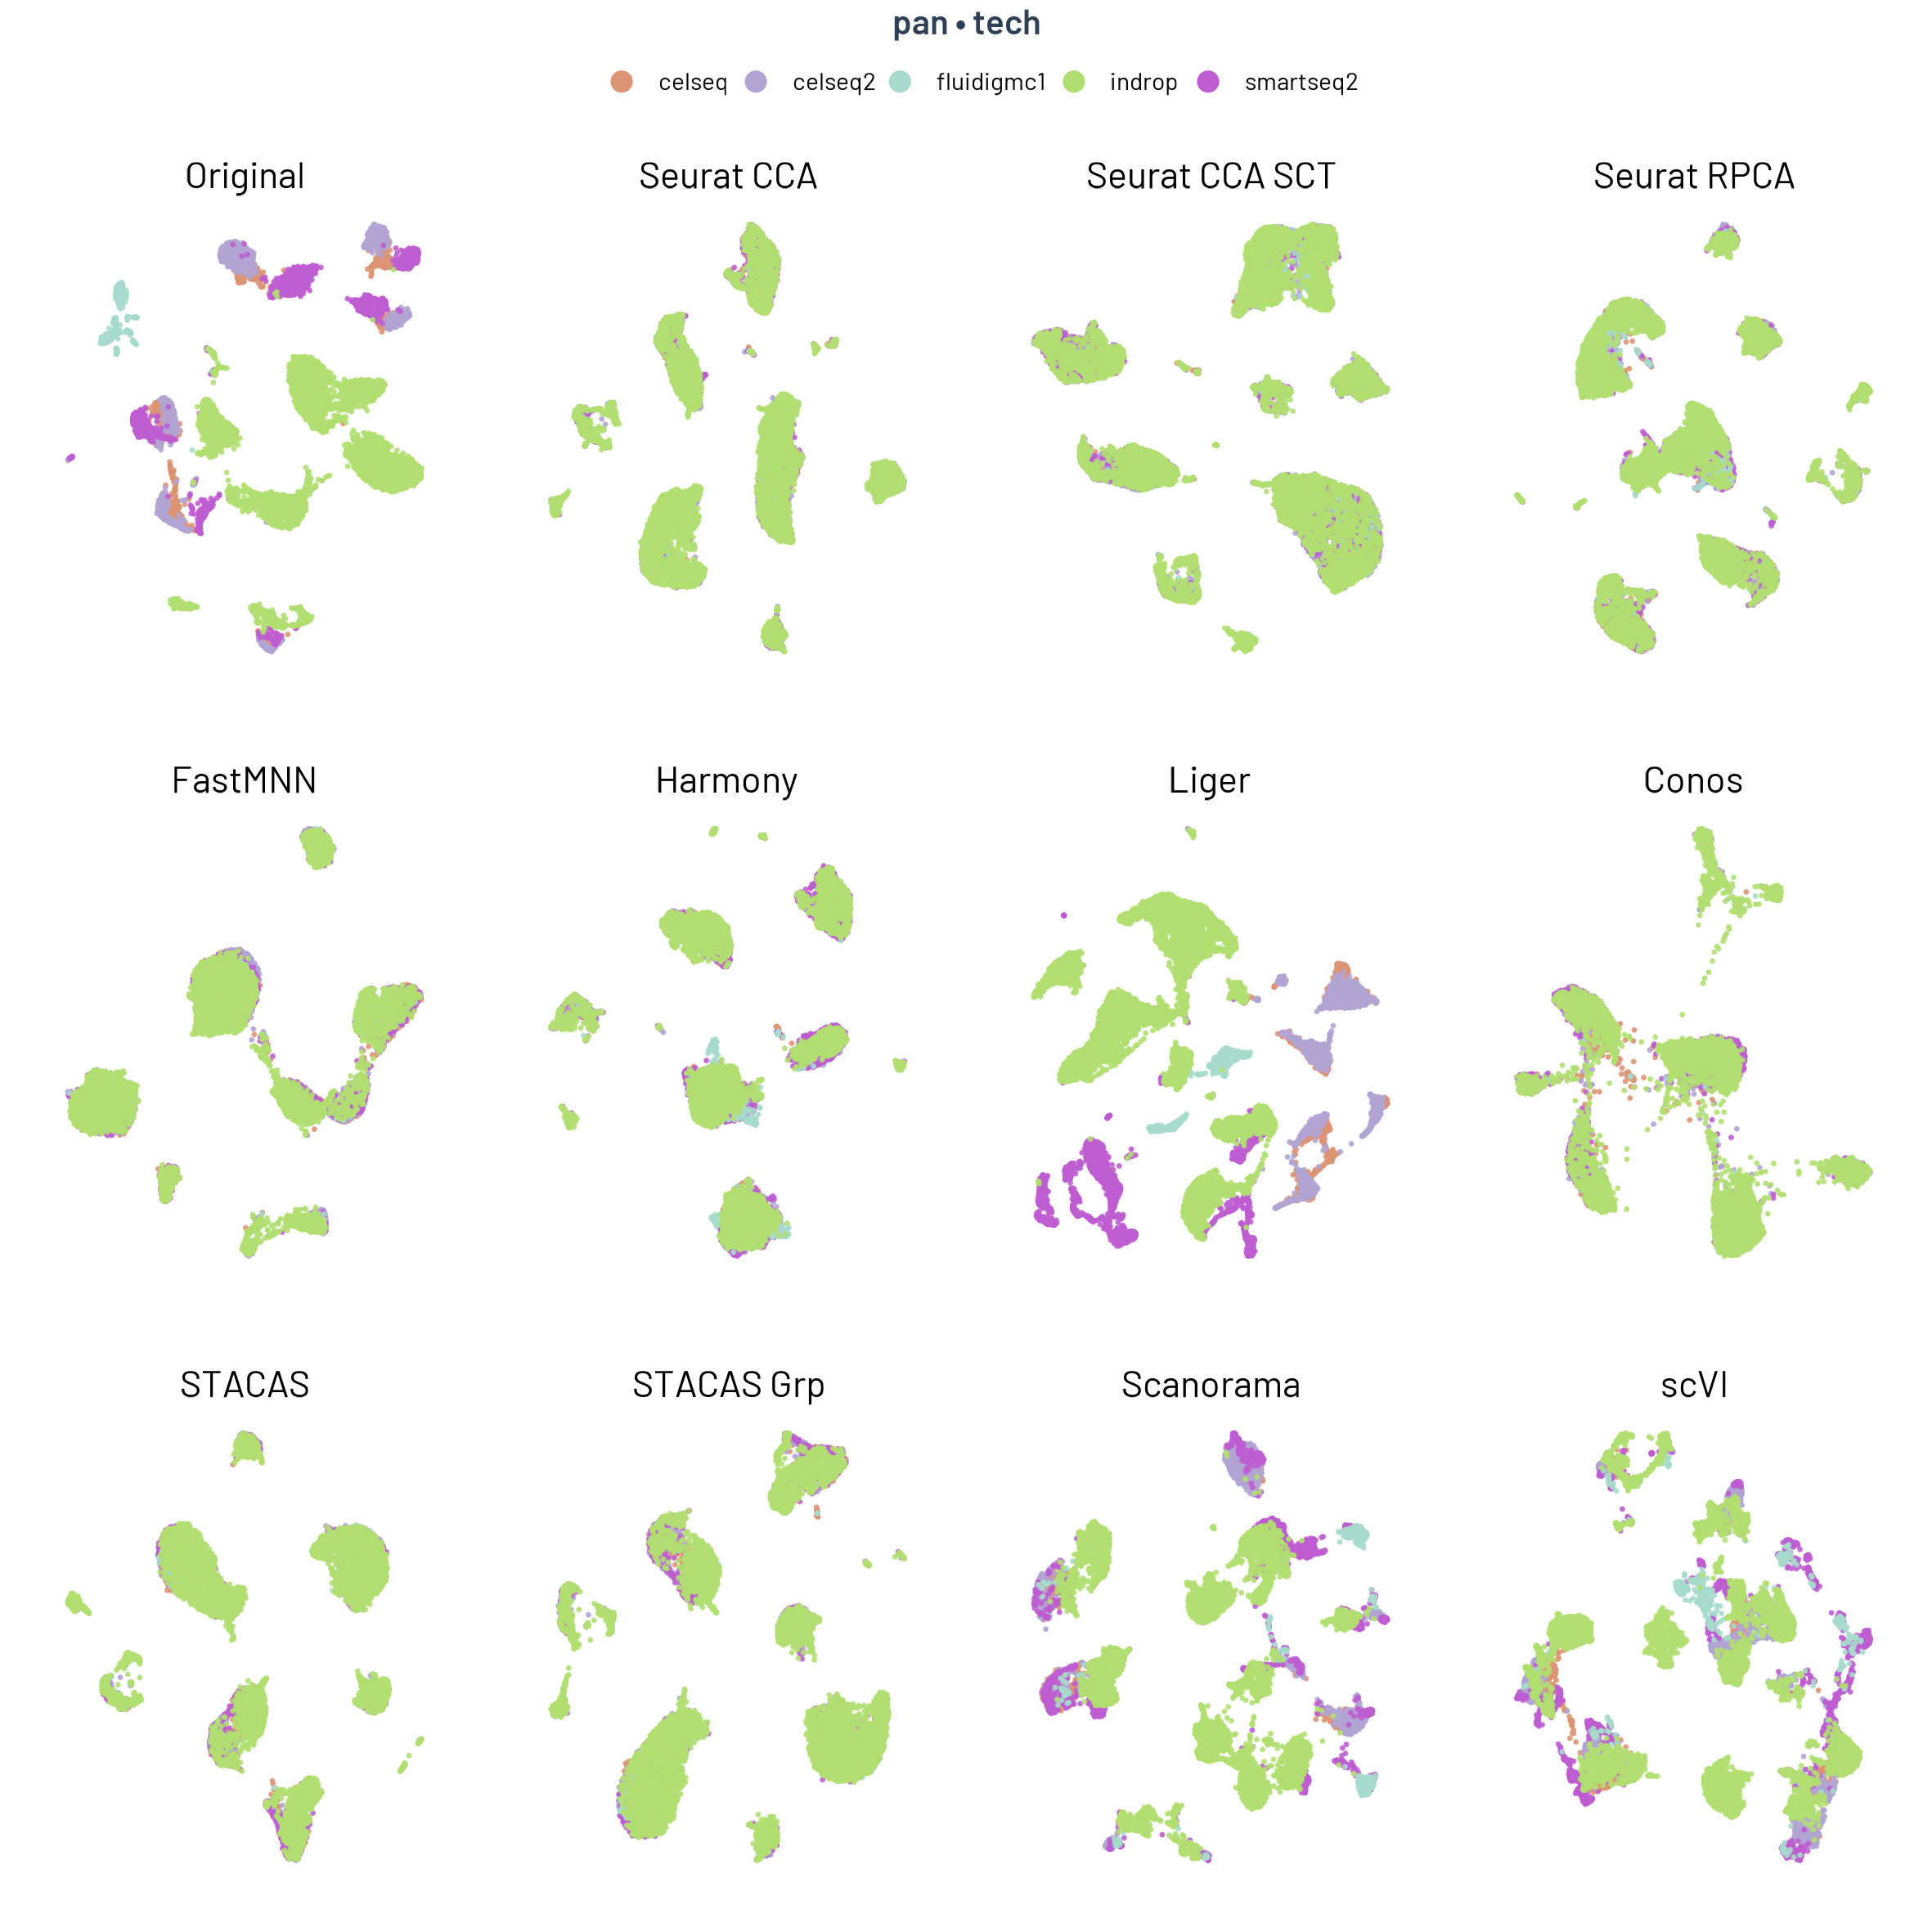 pan • tech
celseq celseq2 fluidigmc1 indrop smartseq2
Original Seurat CCA Seurat CCA SCT Seurat RPCA
FastMNN Harmony Liger Conos
STACAS STACAS Grp Scanorama scVI